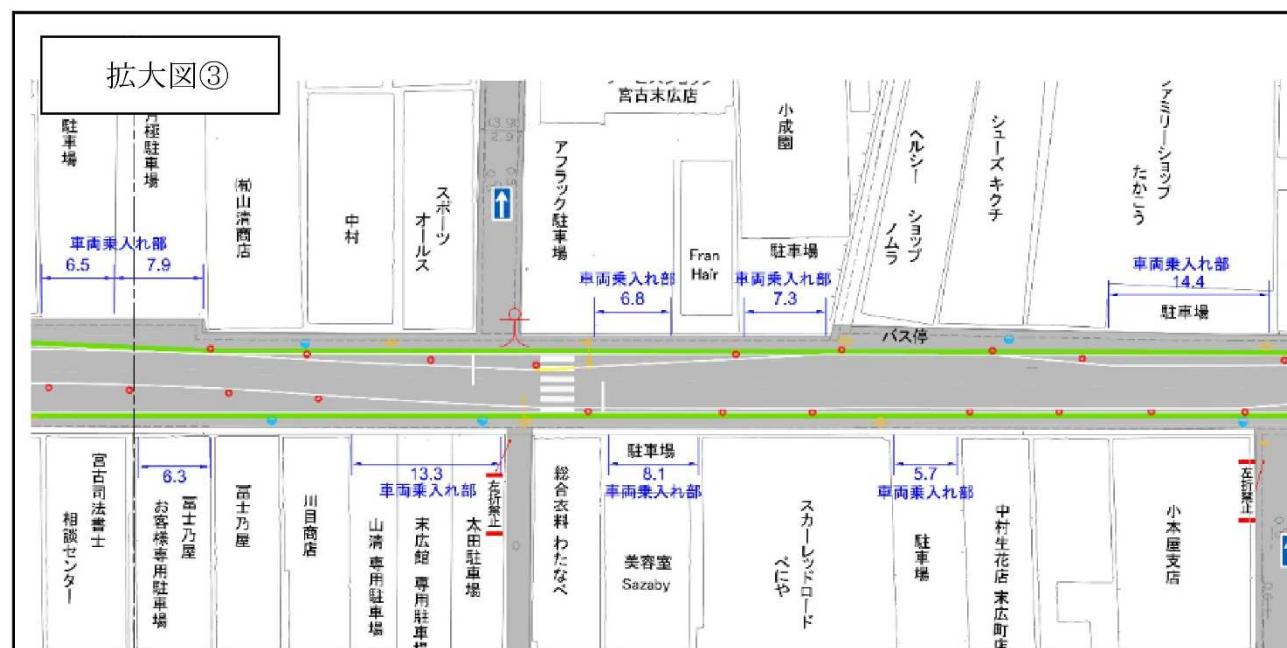 拡大図③
駐車場
月極駐車場
㈲山清商店
中村
スポーツ
オールス
(3.9)
2.9
アフラック駐車場
宮古末広店
Fran
Hair
小成園
駐車場
ヘルシー ショップ
ノムラ
シューズ キクチ
ファミリーショップ
たかこう
駐車場
車両乗入れ部
6.5
7.9
車両乗入れ部
6.8
車両乗入れ部
7.3
車両乗入れ部
14.4
バス停
宮古司法書士
相談センター
6.3
冨士乃屋
お客様専用駐車場
冨士乃屋
川目商店
13.3
車両乗入れ部
山清 専用駐車場
末広館 専用駐車場
太田駐車場
左折禁止
総合衣料 わたなべ
駐車場
8.1
車両乗入れ部
美容室
Sazaby
スカーレッドロード
べにや
5.7
車両乗入れ部
駐車場
中村生花店 末広町店
小本屋支店
左折禁止